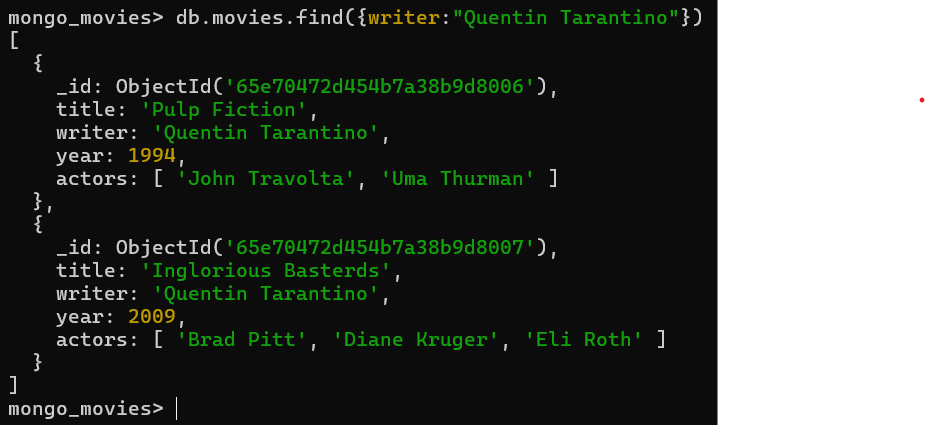 mongo_movies> db.movies.find({writer:"Quentin Tarantino"})
[
  {
    _id: ObjectId('65e70472d454b7a38b9d8006'),
    title: 'Pulp Fiction',
    writer: 'Quentin Tarantino',
    year: 1994,
    actors: [ 'John Travolta', 'Uma Thurman' ]
  },
  {
    _id: ObjectId('65e70472d454b7a38b9d8007'),
    title: 'Inglorious Basterds',
    writer: 'Quentin Tarantino',
    year: 2009,
    actors: [ 'Brad Pitt', 'Diane Kruger', 'Eli Roth' ]
  }
]
mongo_movies>